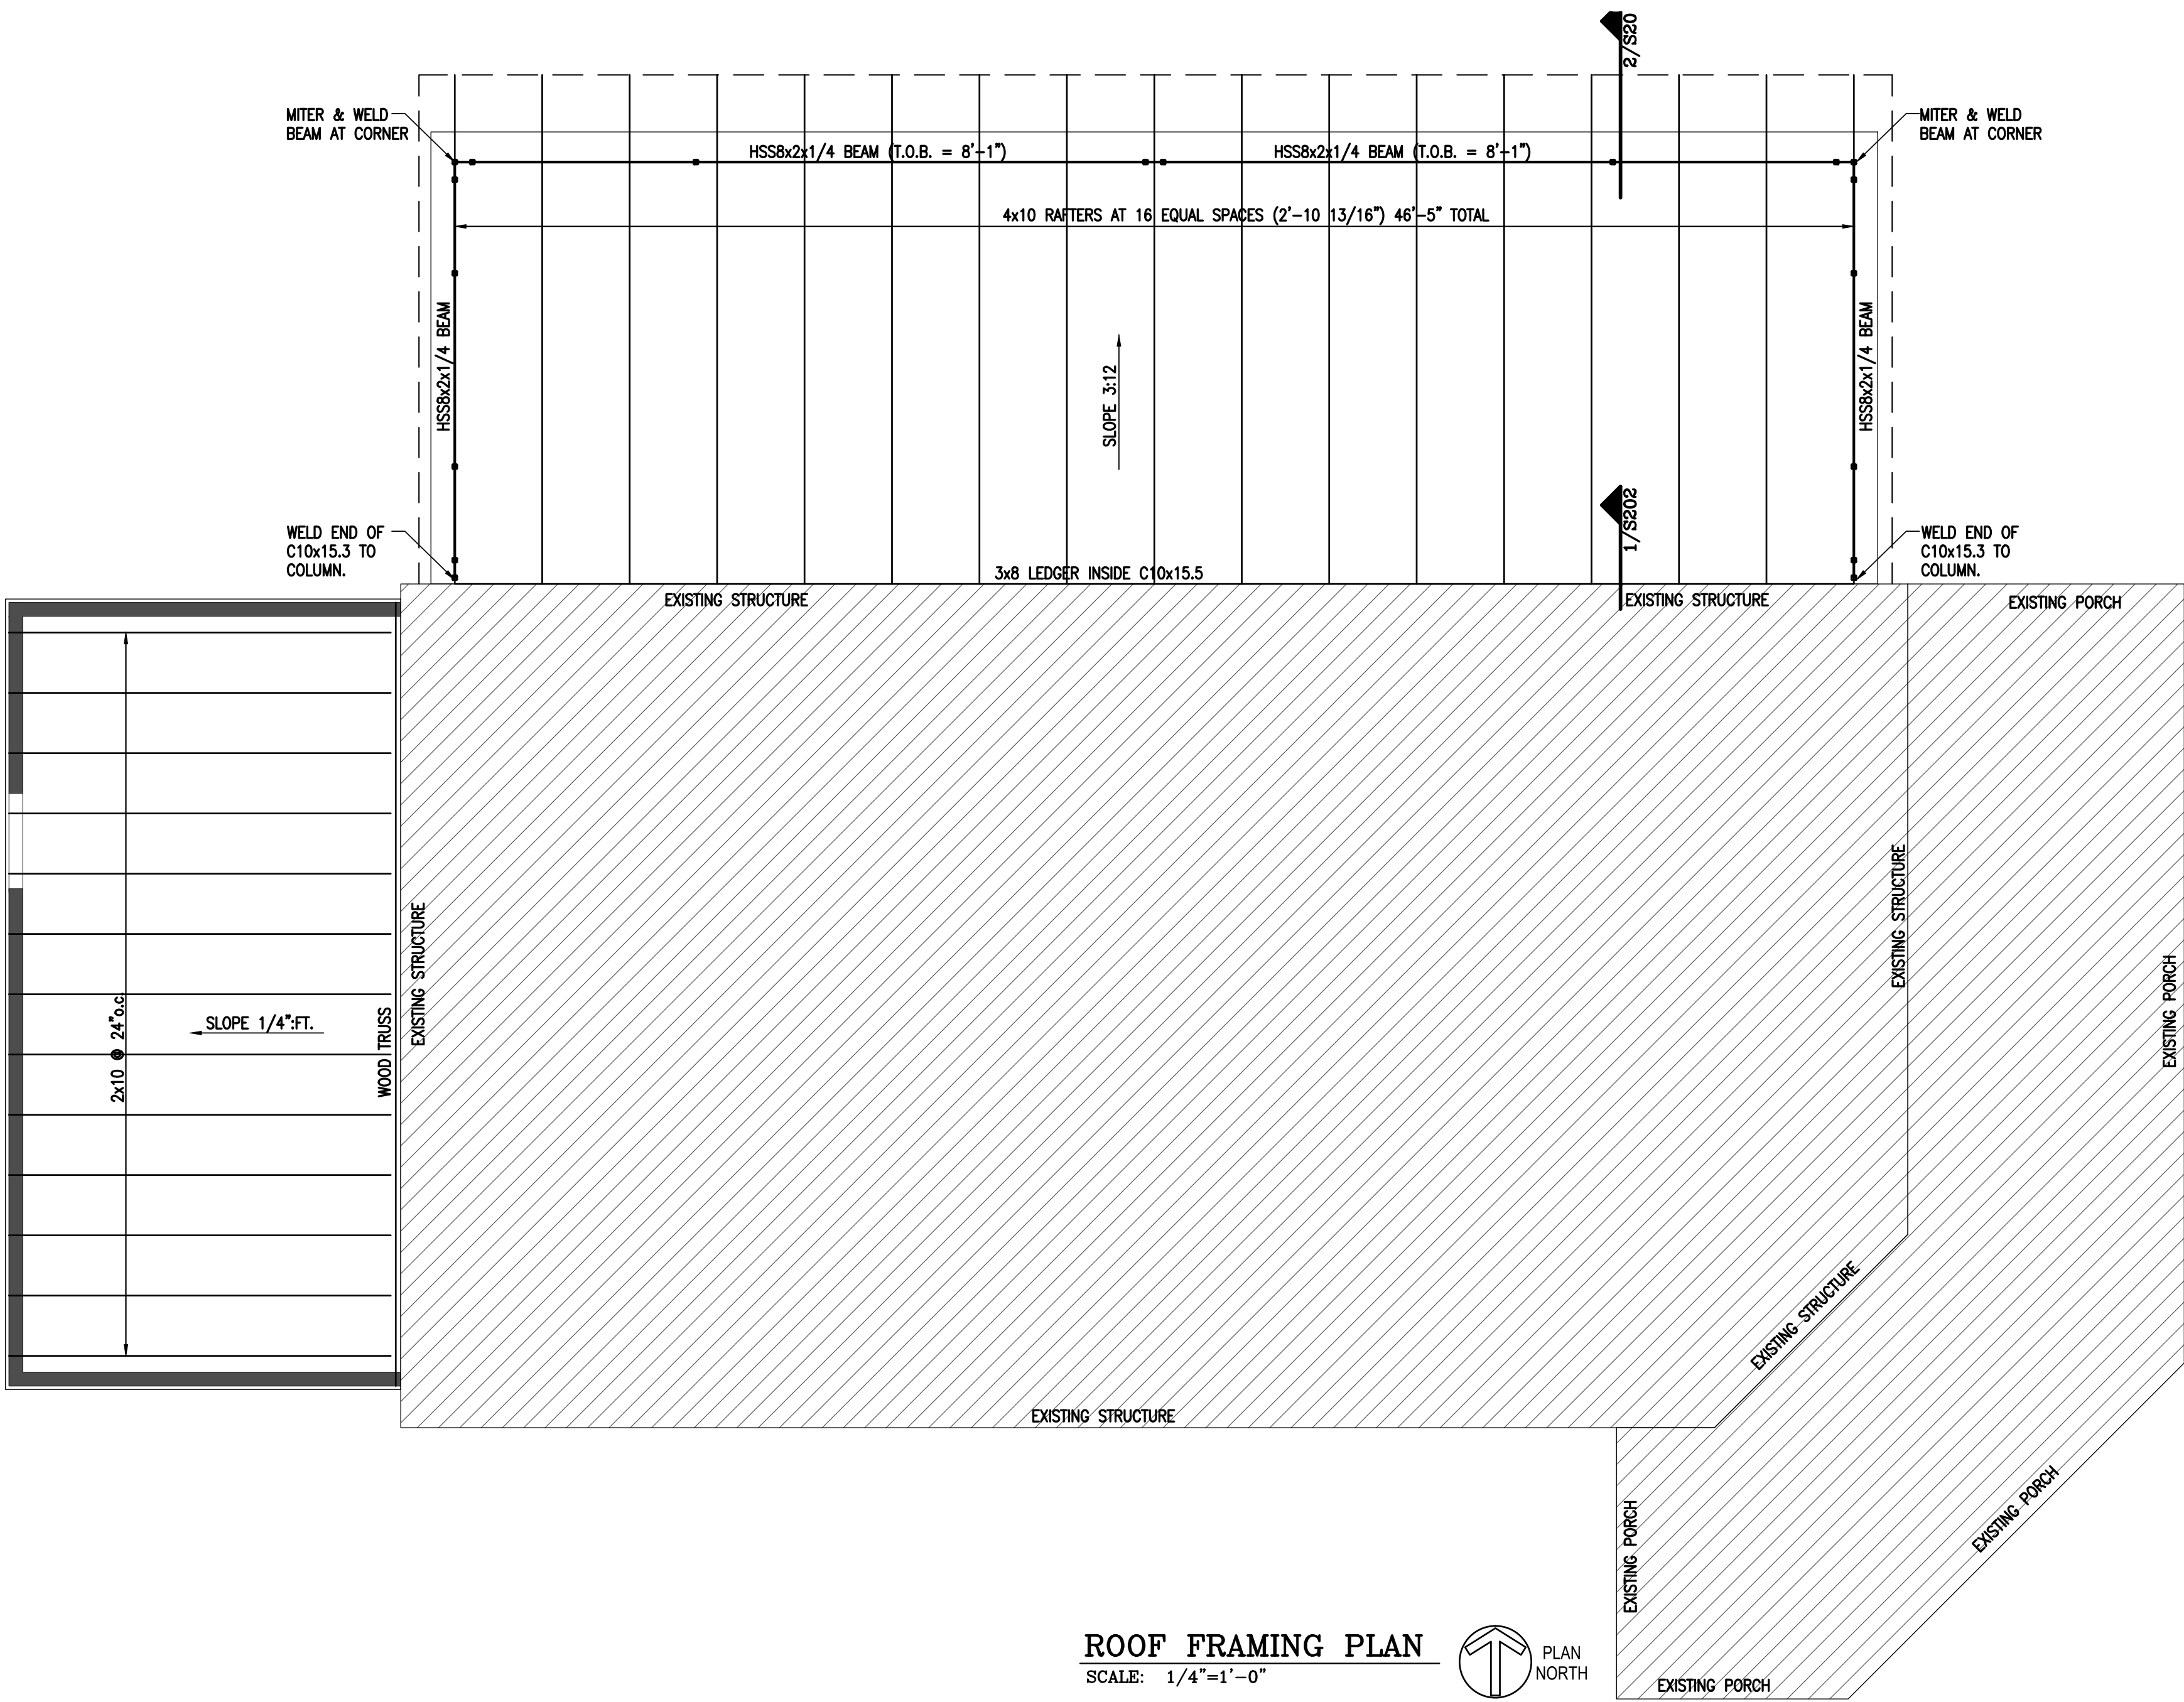 2/S20
MITER & WELD
BEAM AT CORNER
MITER & WELD
BEAM AT CORNER
HSS8x2x1/4 BEAM (T.O.B. = 8'-1")
HSS8x2x1/4 BEAM (T.O.B. = 8'-1")
4x10 RAFTERS AT 16 EQUAL SPACES (2'-10 13/16") 46'-5" TOTAL
HSS8x2x1/4 BEAM
HSS8x2x1/4 BEAM
SLOPE 3:12
1/S202
WELD END OF
C10x15.3 TO
COLUMN.
WELD END OF
C10x15.3 TO
COLUMN.
3x8 LEDGER INSIDE C10x15.5
EXISTING STRUCTURE
EXISTING STRUCTURE
EXISTING PORCH
EXISTING STRUCTURE
EXISTING STRUCTURE
EXISTING PORCH
2x10 @ 24"o.c.
SLOPE 1/4":FT.
WOOD TRUSS
EXISTING STRUCTURE
EXISTING STRUCTURE
EXISTING PORCH
EXISTING PORCH
ROOF FRAMING PLAN
SCALE: 1/4"=1'-0"
PLAN
NORTH
EXISTING PORCH